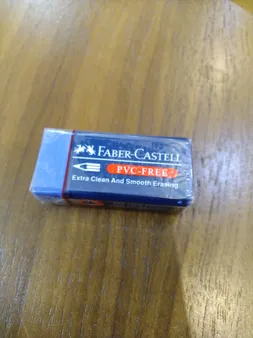 FABER-CASTELL
PVC-FREE
Extra Clean And Smooth Erasing